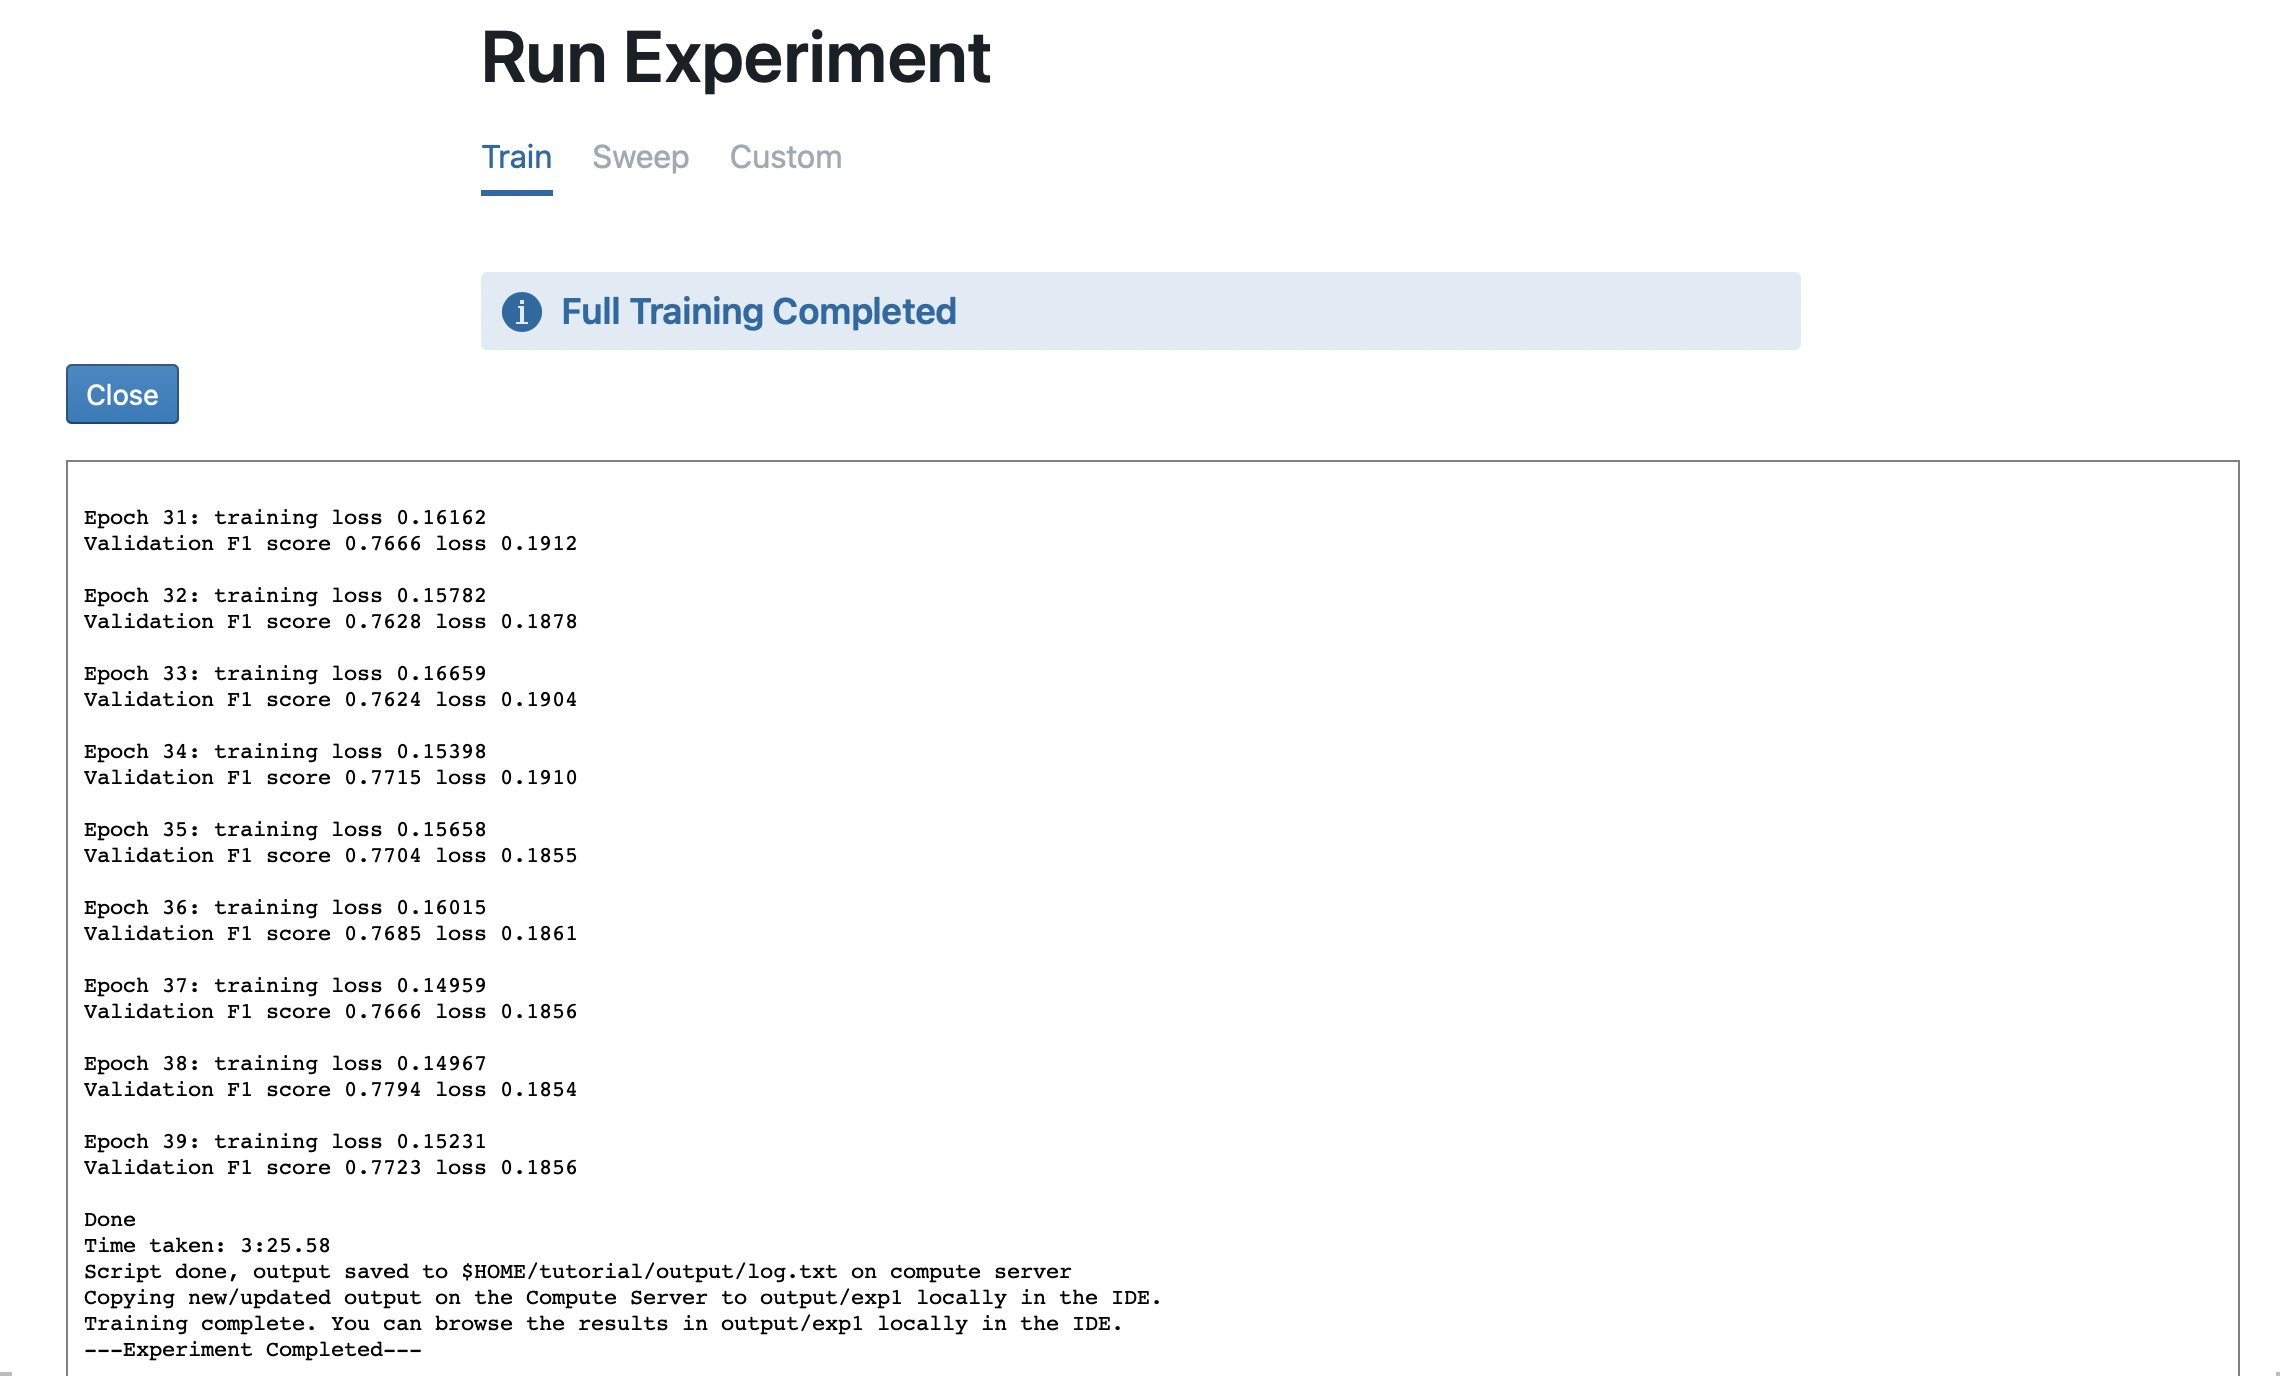 Run Experiment
Train Sweep Custom
Full Training Completed
Close
Epoch 31: training loss 0.16162
Validation F1 score 0.7666 loss 0.1912
Epoch 32: training loss 0.15782
Validation F1 score 0.7628 loss 0.1878
Epoch 33: training loss 0.16659
Validation F1 score 0.7624 loss 0.1904
Epoch 34: training loss 0.15398
Validation F1 score 0.7715 loss 0.1910
Epoch 35: training loss 0.15658
Validation F1 score 0.7704 loss 0.1855
Epoch 36: training loss 0.16015
Validation F1 score 0.7685 loss 0.1861
Epoch 37: training loss 0.14959
Validation F1 score 0.7666 loss 0.1856
Epoch 38: training loss 0.14967
Validation F1 score 0.7794 loss 0.1854
Epoch 39: training loss 0.15231
Validation F1 score 0.7723 loss 0.1856
Done
Time taken: 3:25.58
Script done, output saved to $HOME/tutorial/output/log.txt on compute server
Copying new/updated output on the Compute Server to output/exp1 locally in the IDE.
Training complete. You can browse the results in output/exp1 locally in the IDE.
---Experiment Completed---